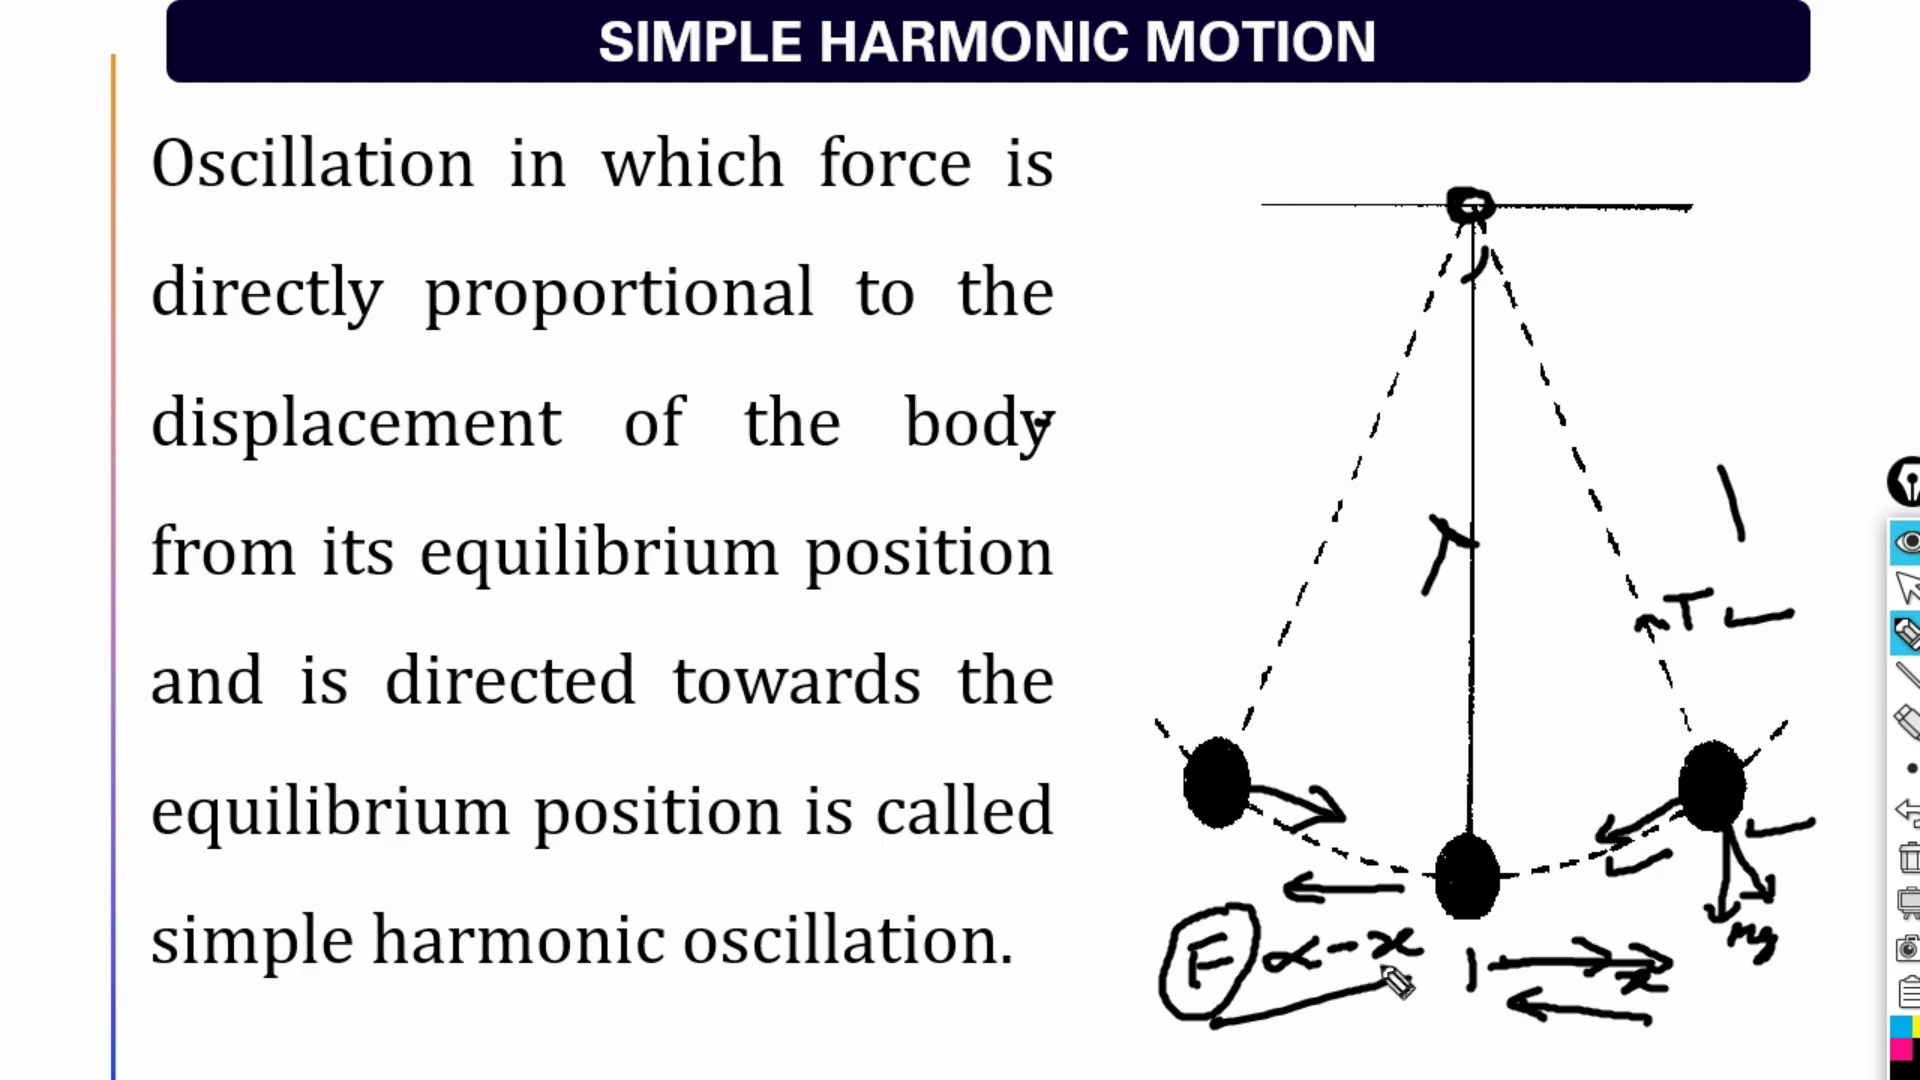 SIMPLE HARMONIC MOTION
Oscillation in which force is
directly proportional to the
displacement of the body
from its equilibrium position
and is directed towards the
equilibrium position is called
simple harmonic oscillation.
T
mg
F ∝ - x
x